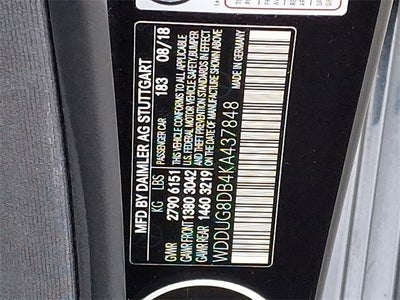 MFD BY DAIMLER AG STUTTGART
KG LBS PASSENGER CAR 183 08/18
GVWR 2790 6151 THIS VEHICLE CONFORMS TO ALL APPLICABLE
GAWR FRONT 1380 3042 U.S. FEDERAL MOTOR VEHICLE SAFETY, BUMPER
GAWR REAR 1460 3219 AND THEFT PREVENTION STANDARDS IN EFFECT
ON THE DATE OF MANUFACTURE SHOWN ABOVE
WDDUG8DB4KA437848 MADE IN GERMANY